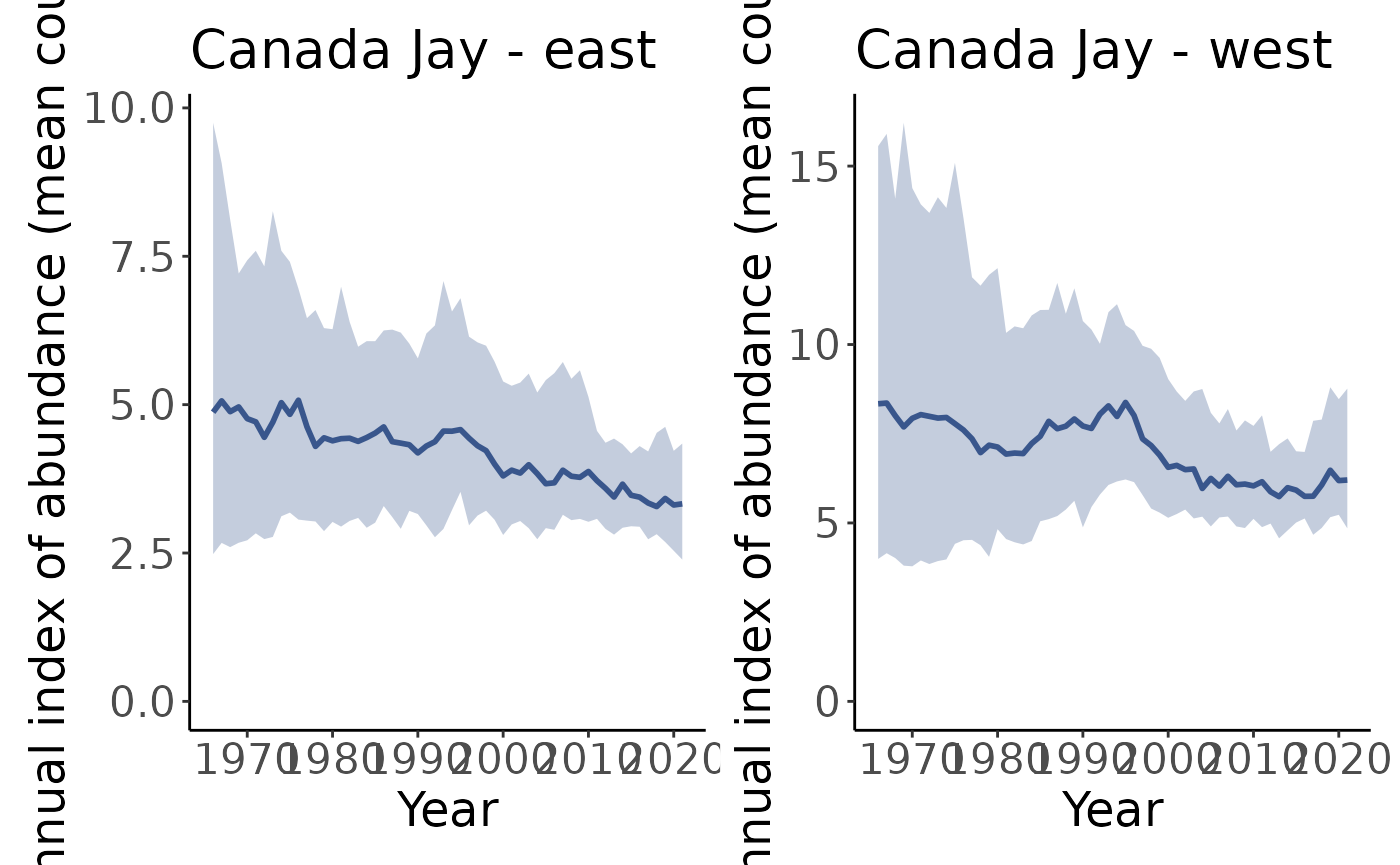 Canada Jay - east
nnual index of abundance (mean cou
10.0
7.5
5.0
2.5
0.0
1970 1980 1990 2000 2010 2020
Year
Canada Jay - west
nnual index of abundance (mean cou
15
10
5
0
1970 1980 1990 2000 2010 2020
Year